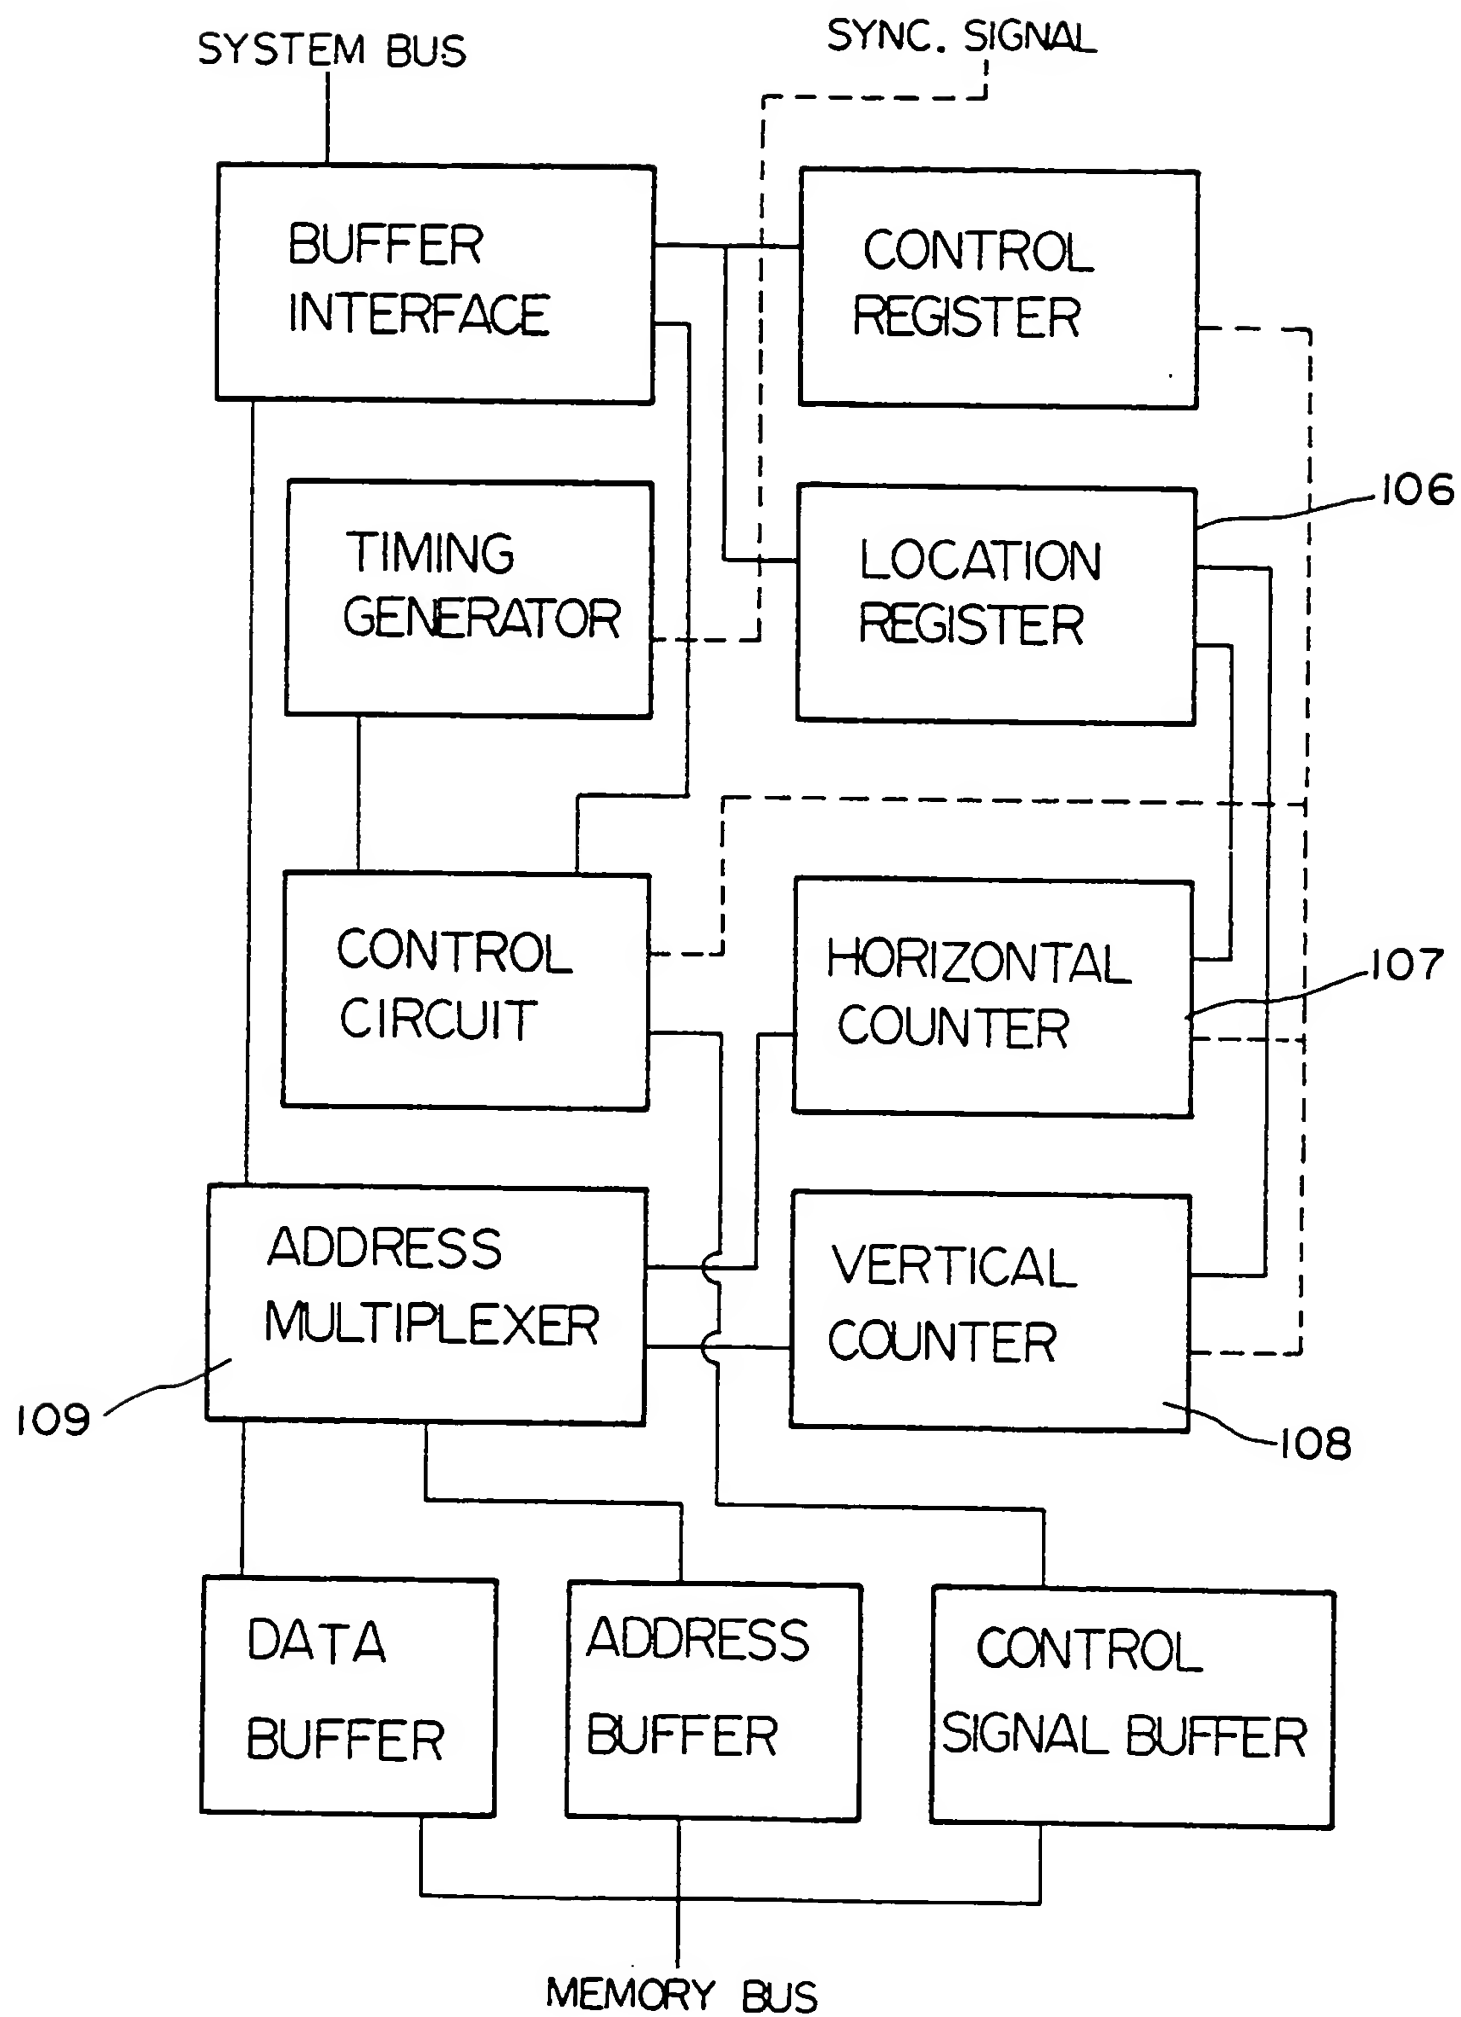 SYSTEM BUS
SYNC. SIGNAL
BUFFER
INTERFACE
CONTROL
REGISTER
TIMING
GENERATOR
LOCATION
REGISTER
106
CONTROL
CIRCUIT
HORIZONTAL
COUNTER
107
ADDRESS
MULTIPLEXER
109
VERTICAL
COUNTER
108
DATA
BUFFER
ADDRESS
BUFFER
CONTROL
SIGNAL BUFFER
MEMORY BUS